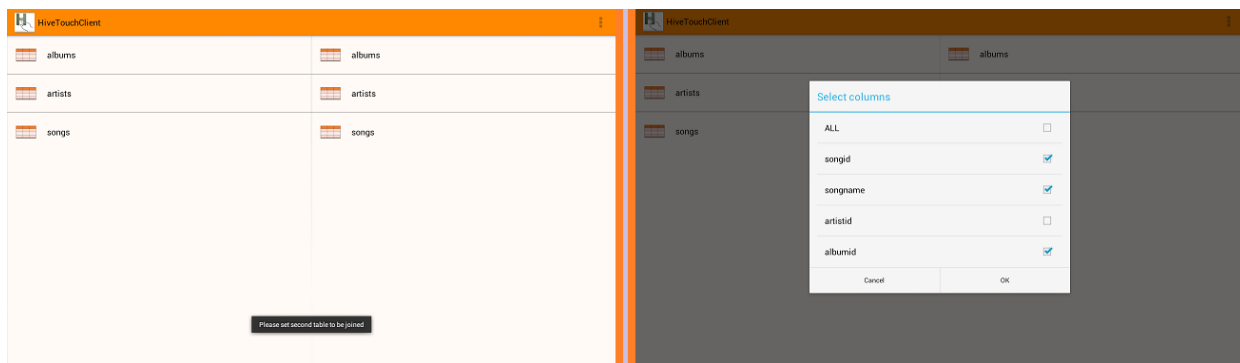 HiveTouchClient
albums
albums
artists
artists
songs
songs
Please set second table to be joined
HiveTouchClient
albums
albums
artists
songs
Select columns
ALL
songid
songname
artistid
albumid
Cancel
OK